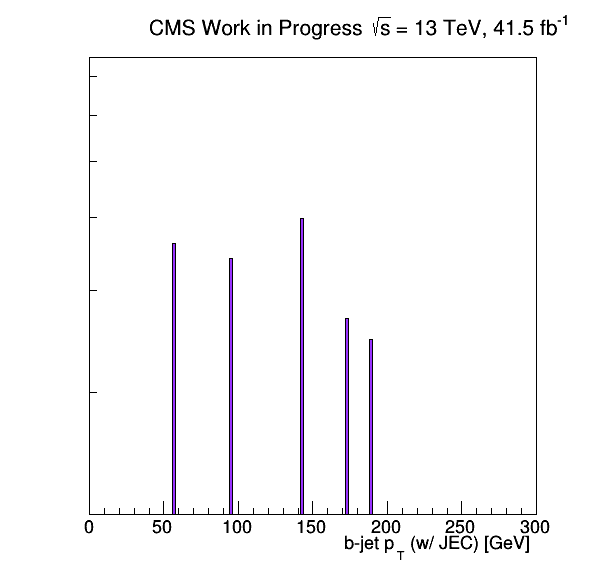 CMS Work in Progress √s = 13 TeV, 41.5 fb⁻¹
0 50 100 150 200 250 300
b-jet p_T (w/ JEC) [GeV]